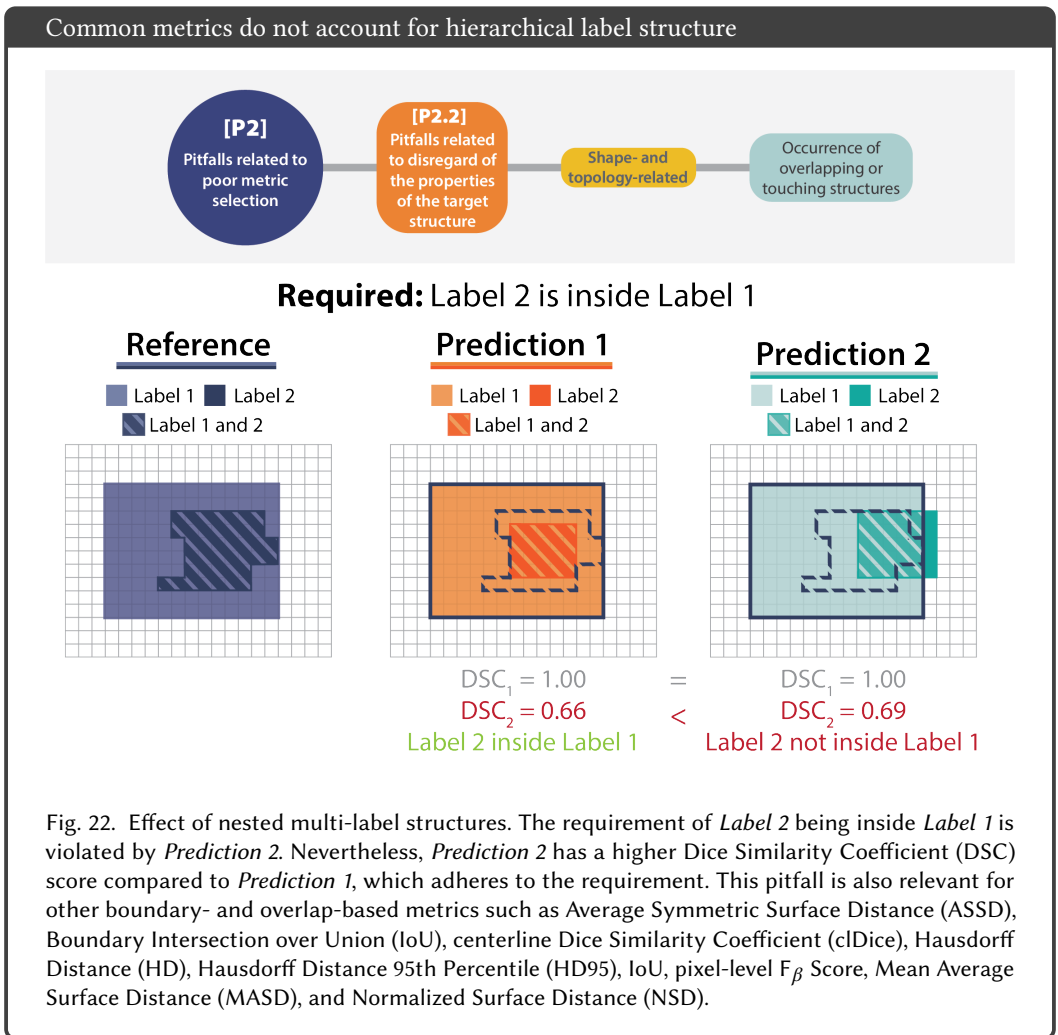 Common metrics do not account for hierarchical label structure
[P2]
Pitfalls related to
poor metric
selection
[P2.2]
Pitfalls related
to disregard of
the properties
of the target
structure
Shape- and
topology-related
Occurrence of
overlapping or
touching structures
Required: Label 2 is inside Label 1
Reference
Label 1 Label 2
Label 1 and 2
Prediction 1
Label 1 Label 2
Label 1 and 2
Prediction 2
Label 1 Label 2
Label 1 and 2
DSC₁ = 1.00 = DSC₁ = 1.00
DSC₂ = 0.66 < DSC₂ = 0.69
Label 2 inside Label 1 Label 2 not inside Label 1
Fig. 22. Effect of nested multi-label structures. The requirement of Label 2 being inside Label 1 is
violated by Prediction 2. Nevertheless, Prediction 2 has a higher Dice Similarity Coefficient (DSC)
score compared to Prediction 1, which adheres to the requirement. This pitfall is also relevant for
other boundary- and overlap-based metrics such as Average Symmetric Surface Distance (ASSD),
Boundary Intersection over Union (IoU), centerline Dice Similarity Coefficient (clDice), Hausdorff
Distance (HD), Hausdorff Distance 95th Percentile (HD95), IoU, pixel-level Fβ Score, Mean Average
Surface Distance (MASD), and Normalized Surface Distance (NSD).